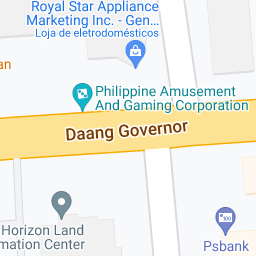 Royal Star Appliance
Marketing Inc. - Gen...
Loja de eletrodomésticos
an
Philippine Amusement
And Gaming Corporation
Daang Governor
Horizon Land
mation Center
Psbank